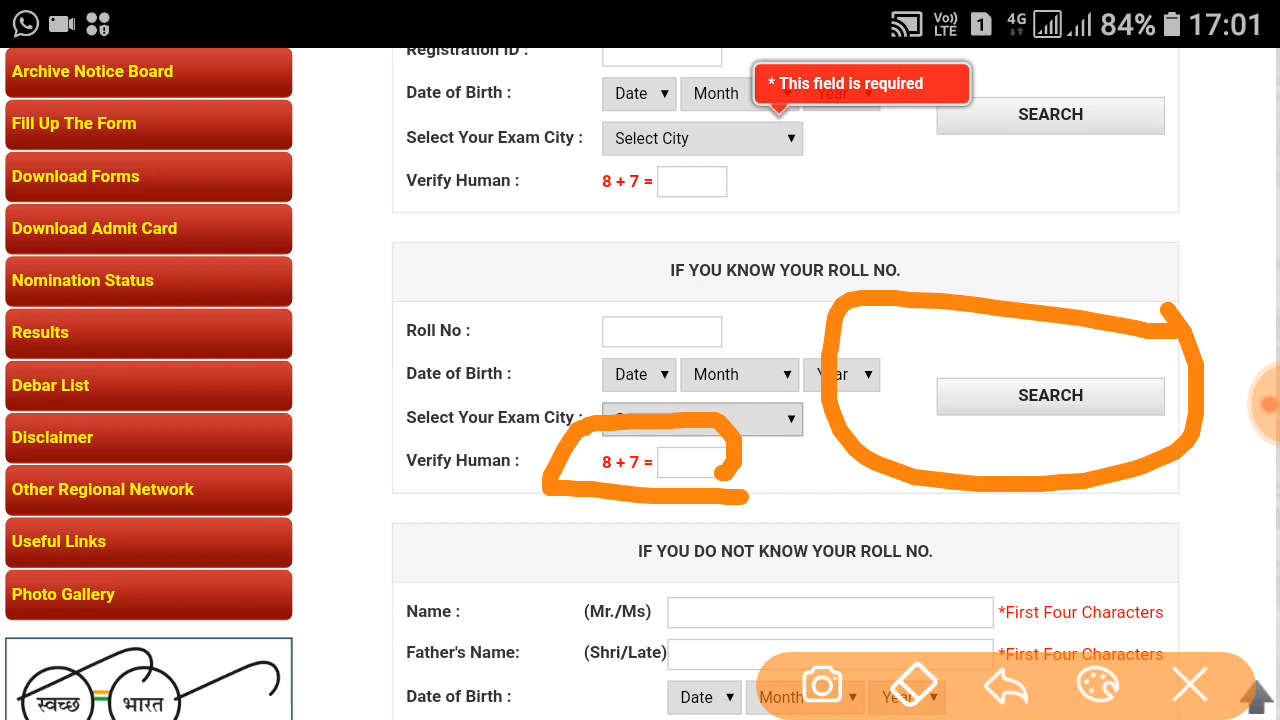 Vo)) LTE 1 4G 84% 17:01
Archive Notice Board
Fill Up The Form
Download Forms
Download Admit Card
Nomination Status
Results
Debar List
Disclaimer
Other Regional Network
Useful Links
Photo Gallery
स्वच्छ भारत
Registration ID :
* This field is required
Date of Birth : Date Month Year
SEARCH
Select Your Exam City : Select City
Verify Human : 8 + 7 =
IF YOU KNOW YOUR ROLL NO.
Roll No :
Date of Birth : Date Month Year
SEARCH
Select Your Exam City :
Verify Human : 8 + 7 =
IF YOU DO NOT KNOW YOUR ROLL NO.
Name : (Mr./Ms) *First Four Characters
Father's Name: (Shri/Late) *First Four Characters
Date of Birth : Date Month Year